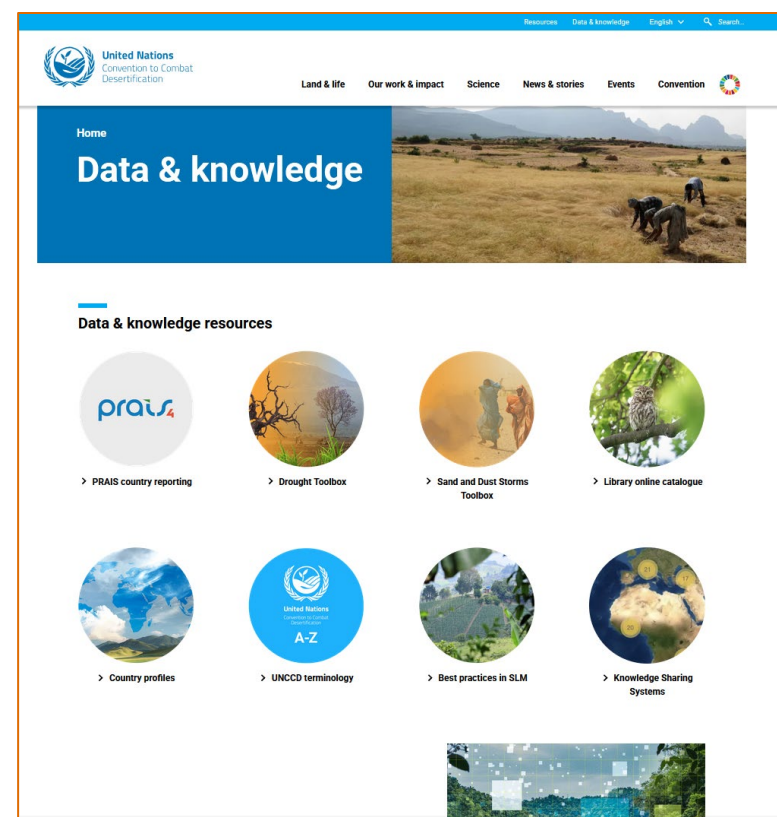 Resources Data & knowledge English Search...
United Nations
Convention to Combat
Desertification
Land & life Our work & impact Science News & stories Events Convention
Home
Data & knowledge
Data & knowledge resources
prais4
> PRAIS country reporting
> Drought Toolbox
> Sand and Dust Storms
Toolbox
> Library online catalogue
United Nations
Convention to Combat
Desertification
A-Z
21
17
20
> Country profiles
> UNCCD terminology
> Best practices in SLM
> Knowledge Sharing
Systems